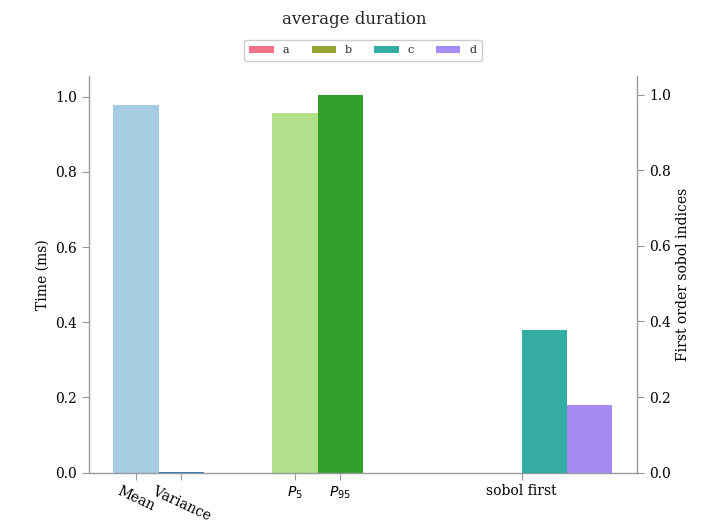 average duration
a b c d
1.0
0.8
0.6
0.4
0.2
0.0
Time (ms)
1.0
0.8
0.6
0.4
0.2
0.0
First order sobol indices
Mean
Variance
P5
P95
sobol first